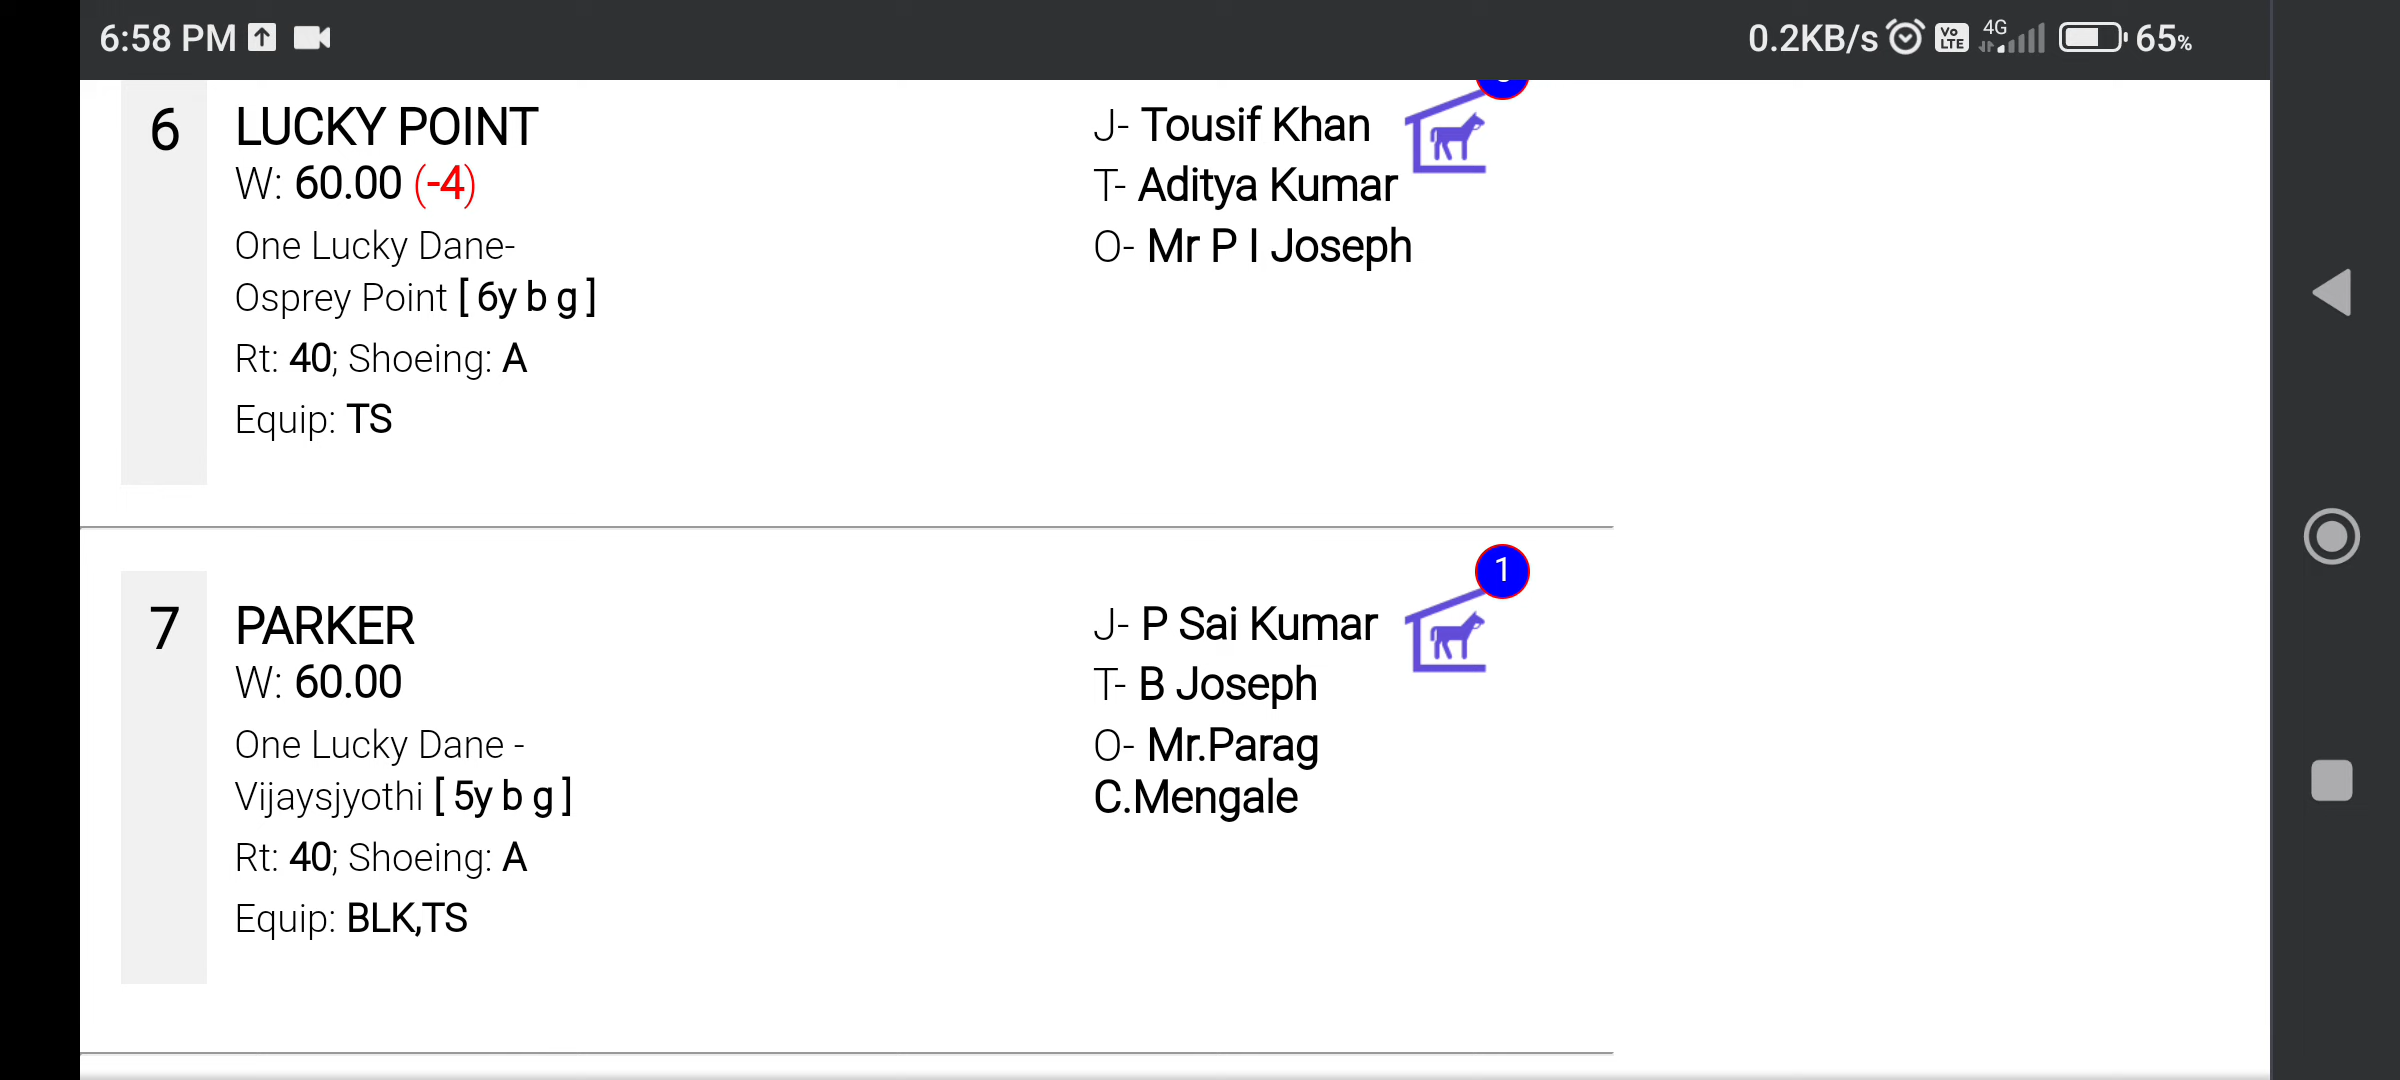 6:58 PM
0.2KB/s Vo LTE 4G 65%
6 LUCKY POINT
W: 60.00 (-4)
One Lucky Dane-
Osprey Point [ 6y b g ]
Rt: 40; Shoeing: A
Equip: TS
J- Tousif Khan
T- Aditya Kumar
O- Mr P I Joseph
7 PARKER
W: 60.00
One Lucky Dane -
Vijaysjyothi [ 5y b g ]
Rt: 40; Shoeing: A
Equip: BLK,TS
1
J- P Sai Kumar
T- B Joseph
O- Mr.Parag
C.Mengale